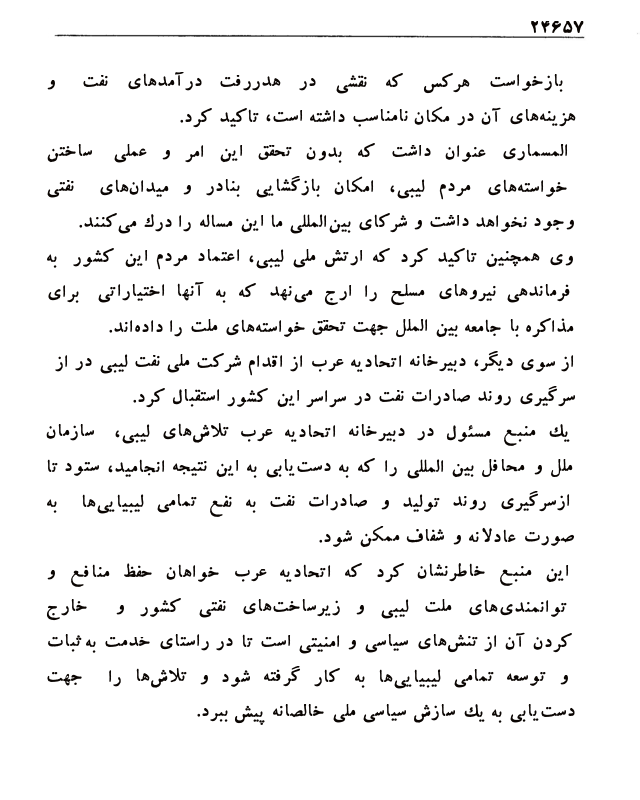 ۲۴۶۵۷
بازخواست هرکس که نقشی در هدررفت درآمدهای نفت و
هزینه‌های آن در مکان نامناسب داشته است، تاکید کرد.
المسماری عنوان داشت که بدون تحقق این امر و عملی ساختن
خواسته‌های مردم لیبی، امکان بازگشایی بنادر و میدان‌های نفتی
وجود نخواهد داشت و شرکای بین‌المللی ما این مساله را درك می‌کنند.
وی همچنین تاکید کرد که ارتش ملی لیبی، اعتماد مردم این کشور به
فرماندهی نیروهای مسلح را ارج می‌نهد که به آنها اختیاراتی برای
مذاکره با جامعه بین الملل جهت تحقق خواسته‌های ملت را داده‌اند.
از سوی دیگر، دبیرخانه اتحادیه عرب از اقدام شرکت ملی نفت لیبی در از
سرگیری روند صادرات نفت در سراسر این کشور استقبال کرد.
یك منبع مسئول در دبیرخانه اتحادیه عرب تلاش‌های لیبی، سازمان
ملل و محافل بین المللی را که به دست‌یابی به این نتیجه انجامید، ستود تا
ازسرگیری روند تولید و صادرات نفت به نفع تمامی لیبیایی‌ها به
صورت عادلانه و شفاف ممکن شود.
این منبع خاطرنشان کرد که اتحادیه عرب خواهان حفظ منافع و
توانمندی‌های ملت لیبی و زیرساخت‌های نفتی کشور و خارج
کردن آن از تنش‌های سیاسی و امنیتی است تا در راستای خدمت به ثبات
و توسعه تمامی لیبیایی‌ها به کار گرفته شود و تلاش‌ها را جهت
دست‌یابی به یك سازش سیاسی ملی خالصانه پیش ببرد.